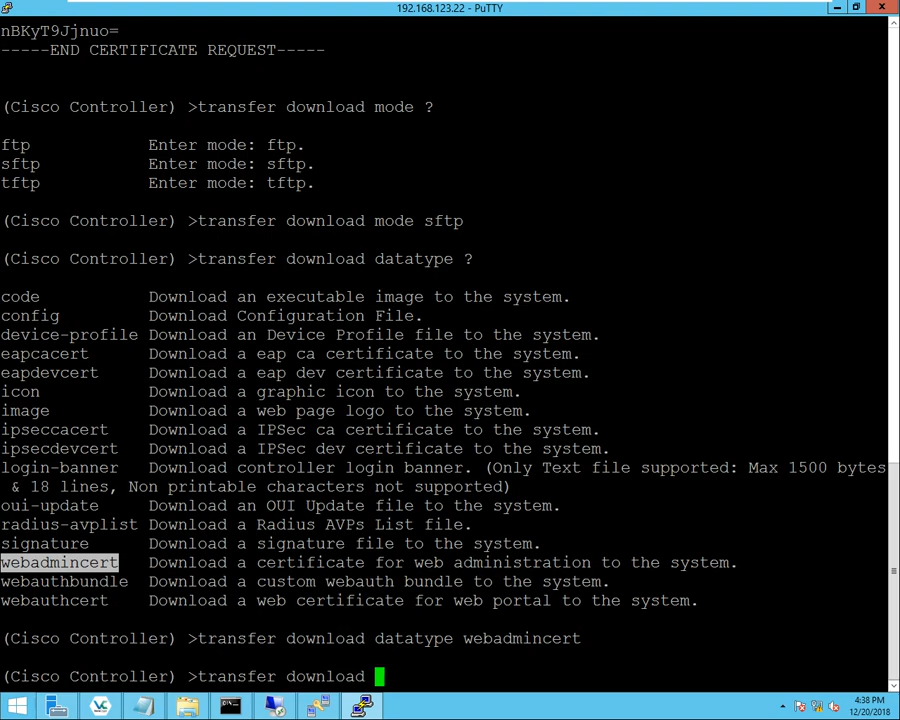 192.168.123.22 - PuTTY
nBKyT9Jjnuo=
-----END CERTIFICATE REQUEST-----
(Cisco Controller) >transfer download mode ?
ftp Enter mode: ftp.
sftp Enter mode: sftp.
tftp Enter mode: tftp.
(Cisco Controller) >transfer download mode sftp
(Cisco Controller) >transfer download datatype ?
code Download an executable image to the system.
config Download Configuration File.
device-profile Download an Device Profile file to the system.
eapcacert Download a eap ca certificate to the system.
eapdevcert Download a eap dev certificate to the system.
icon Download a graphic icon to the system.
image Download a web page logo to the system.
ipseccacert Download a IPSec ca certificate to the system.
ipsecdevcert Download a IPSec dev certificate to the system.
login-banner Download controller login banner. (Only Text file supported: Max 1500 bytes
& 18 lines, Non printable characters not supported)
oui-update Download an OUI Update file to the system.
radius-avplist Download a Radius AVPs List file.
signature Download a signature file to the system.
webadmincert Download a certificate for web administration to the system.
webauthbundle Download a custom webauth bundle to the system.
webauthcert Download a web certificate for web portal to the system.
(Cisco Controller) >transfer download datatype webadmincert
(Cisco Controller) >transfer download
4:38 PM
12/20/2018